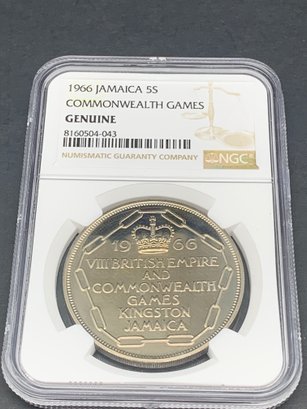 1966 JAMAICA 5S
COMMONWEALTH GAMES
GENUINE
8160504-043
NUMISMATIC GUARANTY COMPANY
NGC
19 66
VIII BRITISH EMPIRE
AND
COMMONWEALTH
GAMES
KINGSTON
JAMAICA